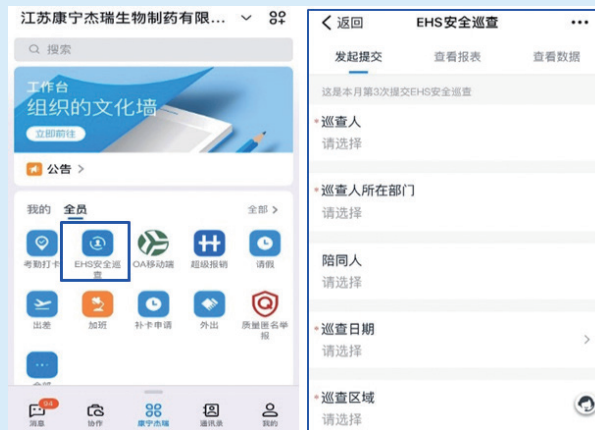 江苏康宁杰瑞生物制药有限...
搜索
工作台
组织的文化墙
立即前往
公告 >
我的 全员 全部 >
考勤打卡 EHS安全巡查 OA移动端 超级报销 请假
出差 加班 补卡申请 外出 质量匿名举报
94
消息 协作 康宁杰瑞 通讯录 我的
返回 EHS安全巡查 •••
发起提交 查看报表 查看数据
这是本月第3次提交EHS安全巡查
*巡查人
请选择
*巡查人所在部门
请选择
陪同人
请选择
*巡查日期
请选择
*巡查区域
请选择